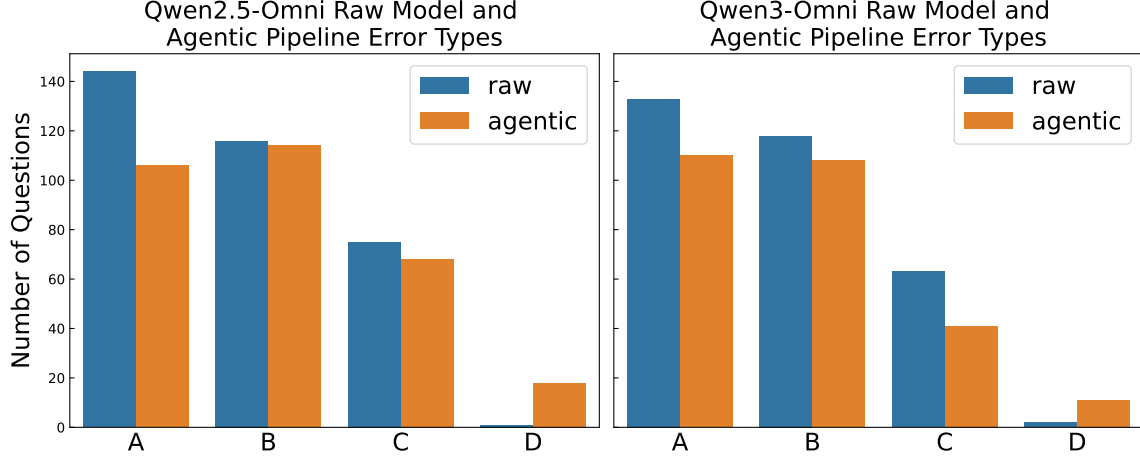 Qwen2.5-Omni Raw Model and
Agentic Pipeline Error Types
Number of Questions
140
120
100
80
60
40
20
0
raw
agentic
A B C D
Qwen3-Omni Raw Model and
Agentic Pipeline Error Types
raw
agentic
A B C D